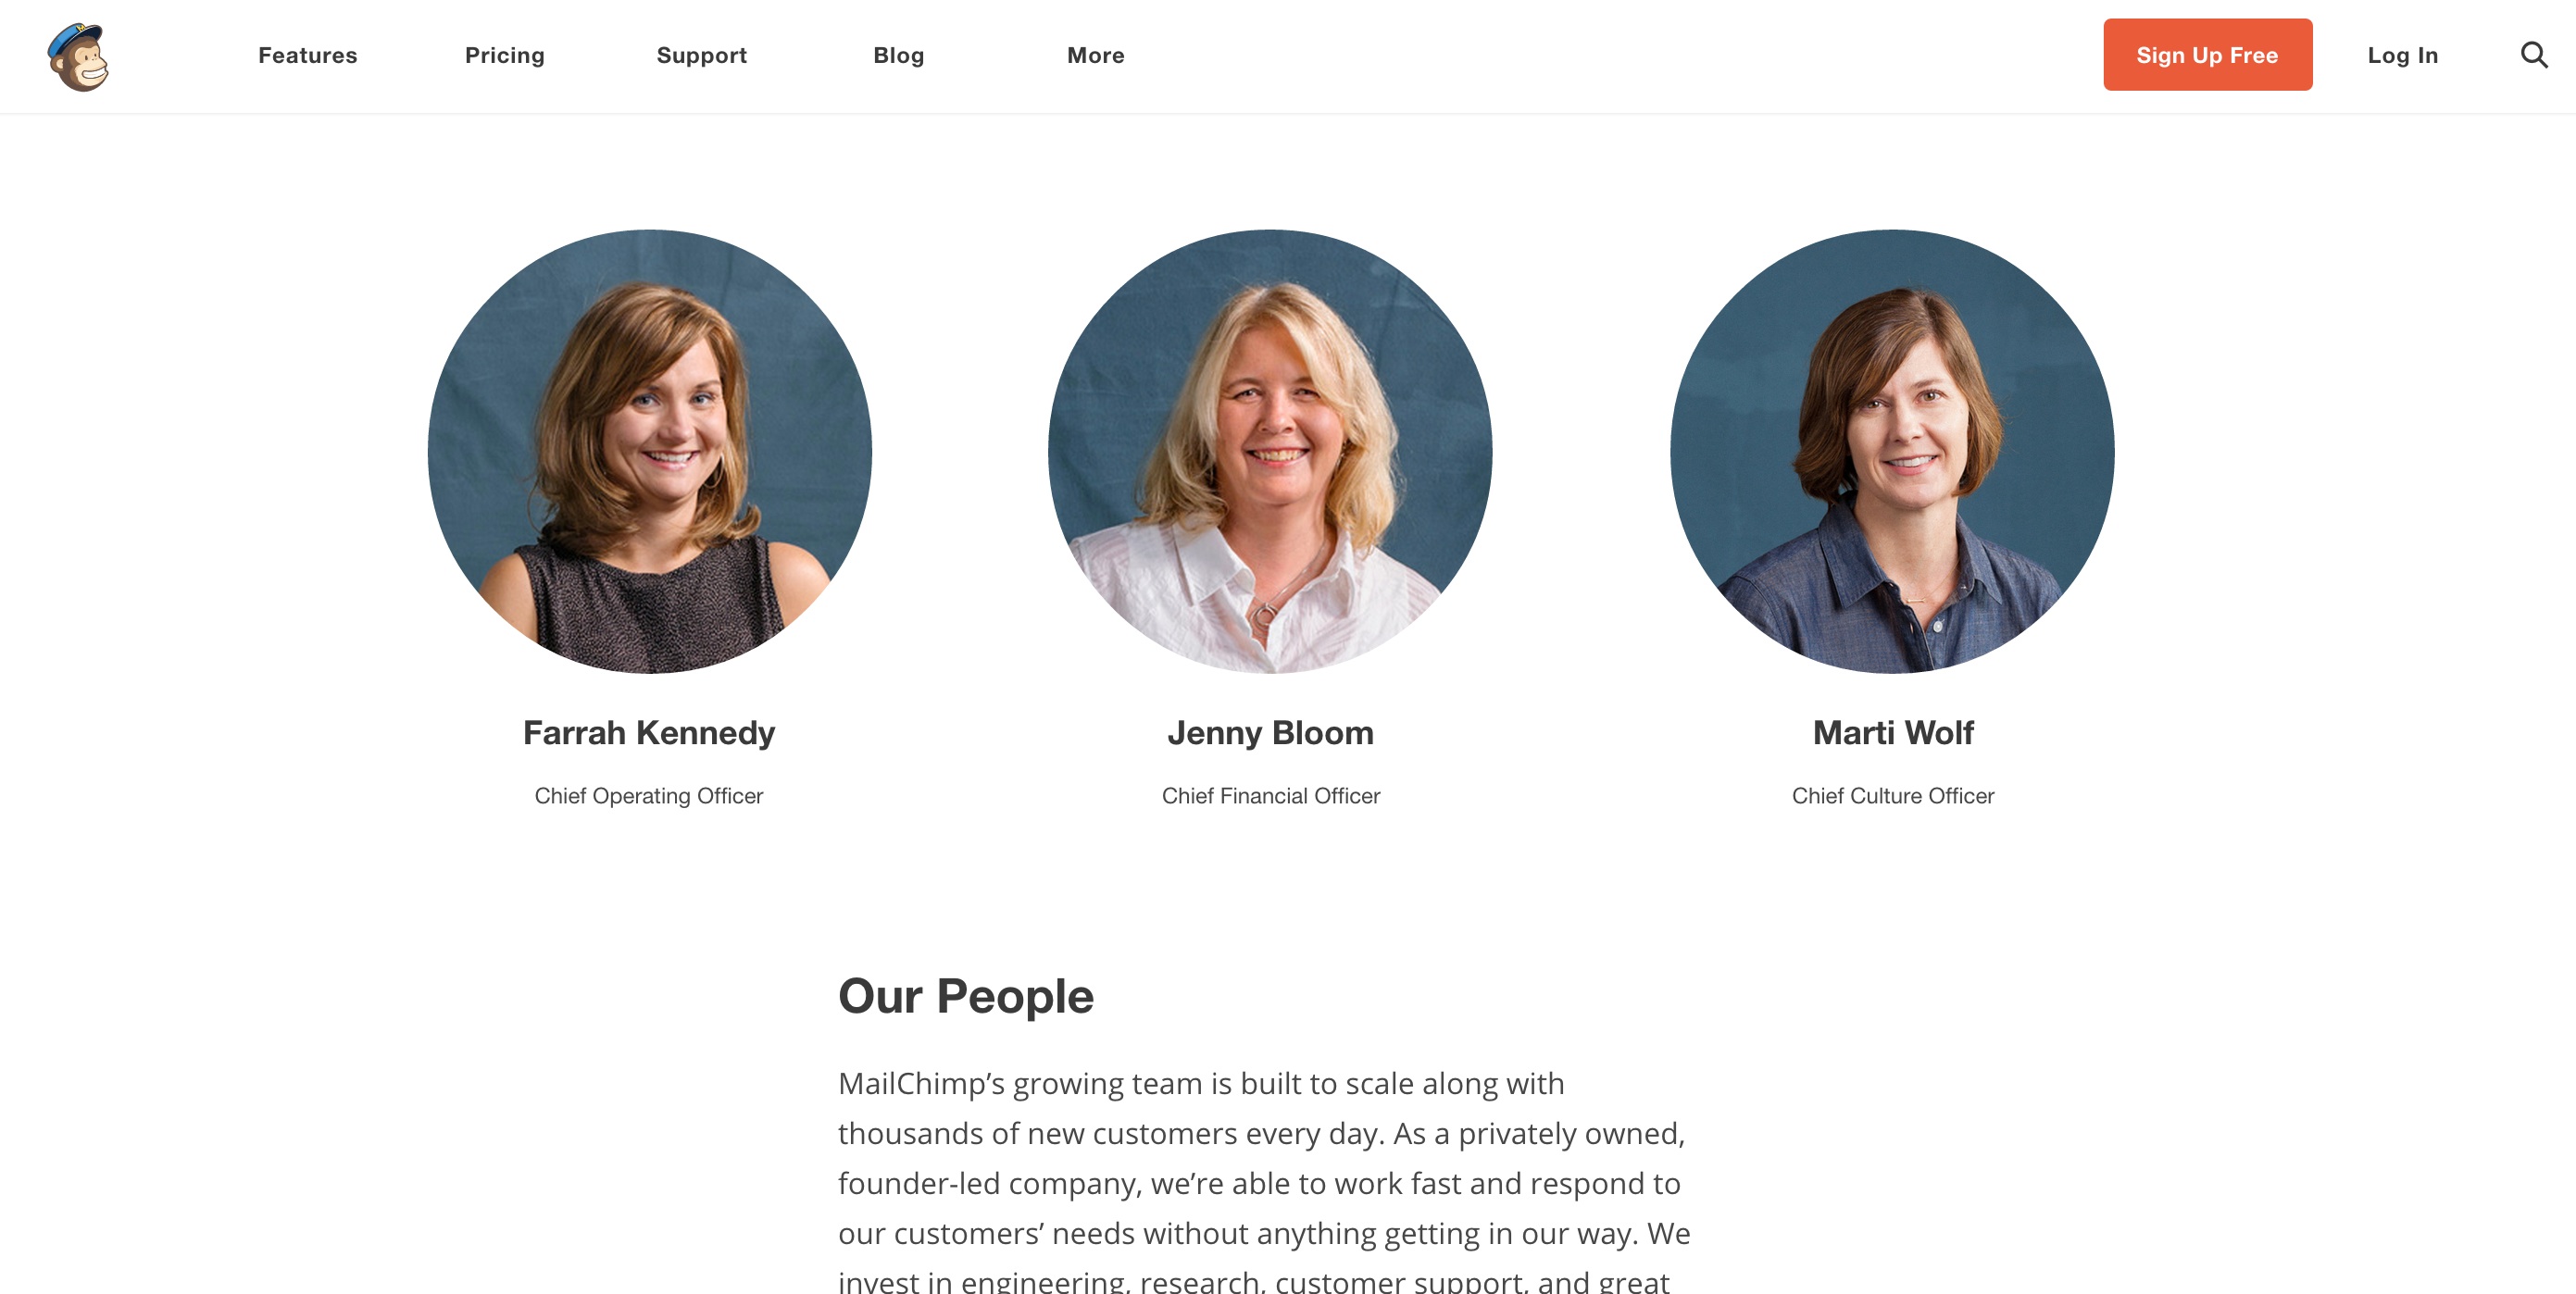 Features Pricing Support Blog More Sign Up Free Log In
Farrah Kennedy Jenny Bloom Marti Wolf
Chief Operating Officer Chief Financial Officer Chief Culture Officer
Our People
MailChimp’s growing team is built to scale along with
thousands of new customers every day. As a privately owned,
founder-led company, we’re able to work fast and respond to
our customers’ needs without anything getting in our way. We
invest in engineering, research, customer support, and great